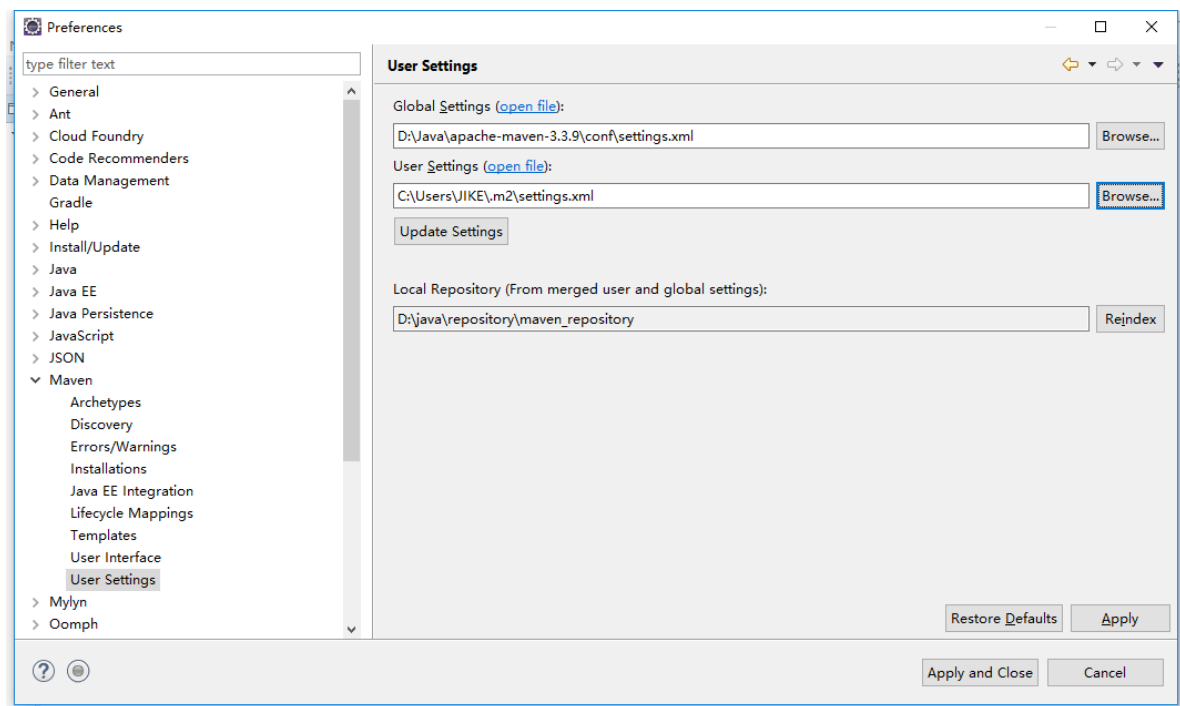 Preferences
type filter text
General
Ant
Cloud Foundry
Code Recommenders
Data Management
Gradle
Help
Install/Update
Java
Java EE
Java Persistence
JavaScript
JSON
Maven
Archetypes
Discovery
Errors/Warnings
Installations
Java EE Integration
Lifecycle Mappings
Templates
User Interface
User Settings
Mylyn
Oomph
User Settings
Global Settings (open file):
D:\Java\apache-maven-3.3.9\conf\settings.xml
Browse...
User Settings (open file):
C:\Users\JIKE\.m2\settings.xml
Browse...
Update Settings
Local Repository (From merged user and global settings):
D:\java\repository\maven_repository
Reindex
Restore Defaults
Apply
?
Apply and Close
Cancel